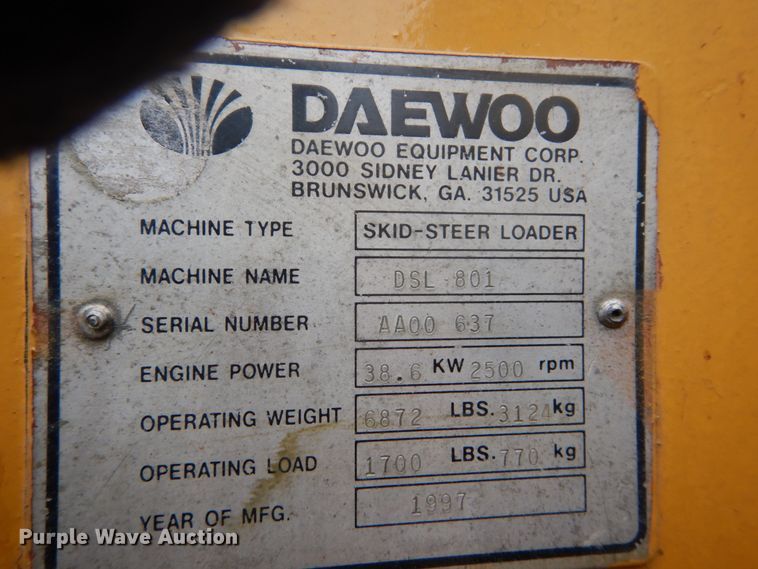 DAEWOO
DAEWOO EQUIPMENT CORP.
3000 SIDNEY LANIER DR.
BRUNSWICK, GA. 31525 USA
MACHINE TYPE SKID-STEER LOADER
MACHINE NAME DSL 801
SERIAL NUMBER AA00 637
ENGINE POWER 38.6 KW 2500 rpm
OPERATING WEIGHT 6872 LBS. 3124 kg
OPERATING LOAD 1700 LBS. 770 kg
YEAR OF MFG. 1997
Purple Wave Auction